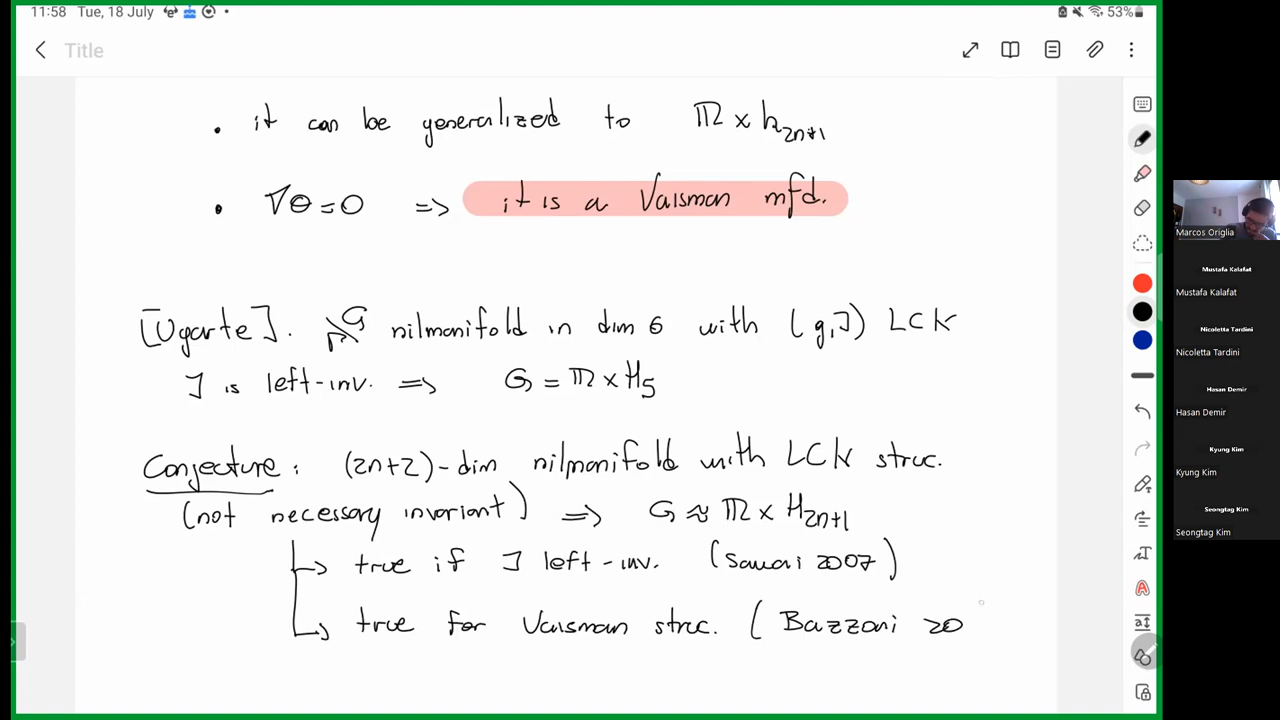 11:58 Tue, 18 July
53%
Title
• it can be generalized to ℝ × h₂ₙ₊₁
• ∇θ = 0 => it is a Vaisman mfd.
[Ugarte]. Γ\G nilmanifold in dim 6 with (g,J) LCK
J is left-inv. => G = ℝ × H₅
Conjecture: (2n+2)-dim nilmanifold with LCK struc.
(not necessary invariant) => G ≈ ℝ × H₂ₙ₊₁
↳ true if J left-inv. (Sawai 2007)
↳ true for Vaisman struc. (Bazzoni 20
Marcos Origlia
Mustafa Kalafat
Mustafa Kalafat
Nicoletta Tardini
Nicoletta Tardini
Hasan Demir
Hasan Demir
Kyung Kim
Kyung Kim
Seongtag Kim
Seongtag Kim